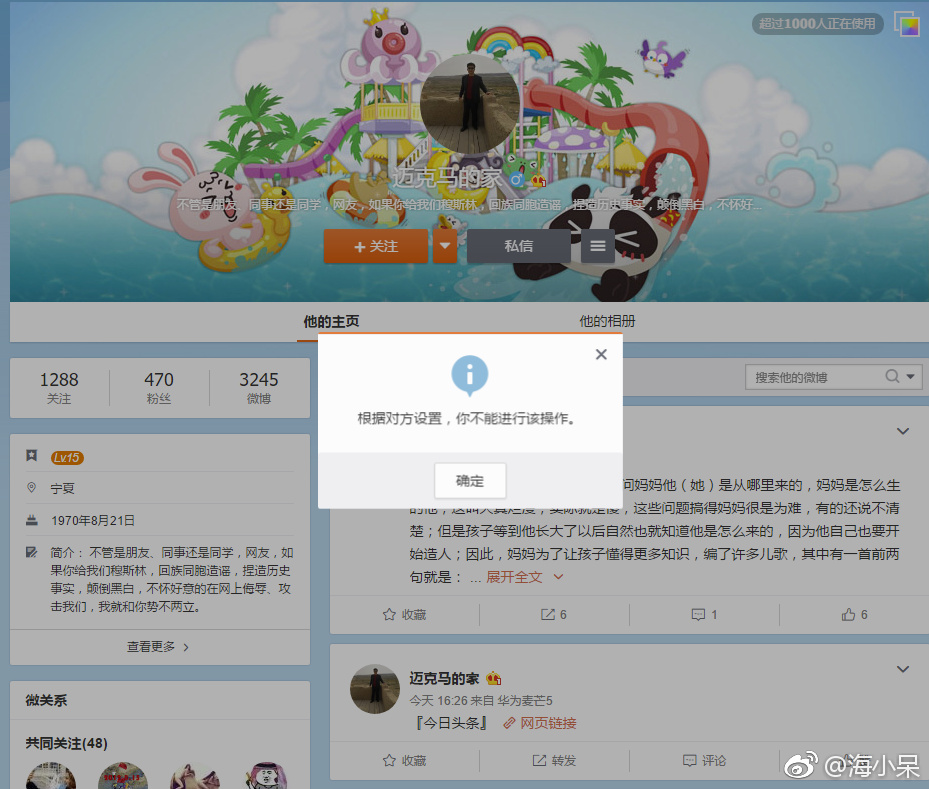 超过1000人正在使用
迈克马的家
不管是朋友、同事还是同学，网友，如果你给我们穆斯林，回族同胞造谣，捏造历史事实，颠倒黑白，不怀好...
+关注
私信
他的主页
他的相册
1288
关注
470
粉丝
3245
微博
搜索他的微博
根据对方设置，你不能进行该操作。
确定
Lv.15
宁夏
1970年8月21日
简介： 不管是朋友、同事还是同学，网友，如
果你给我们穆斯林，回族同胞造谣，捏造历史
事实，颠倒黑白，不怀好意的在网上侮辱、攻
击我们，我就和你势不两立。
查看更多
问妈妈他（她）是从哪里来的，妈妈是怎么生
的他，这叫天真烂漫，实际就是傻，这些问题搞得妈妈很是为难，有的还说不清
楚；但是孩子等到他长大了以后自然也就知道他是怎么来的，因为他自己也要开
始造人；因此，妈妈为了让孩子懂得更多知识，编了许多儿歌，其中有一首前两
句就是： ... 展开全文
收藏
6
1
6
微关系
共同关注(48)
迈克马的家
今天 16:26 来自 华为麦芒5
『今日头条』 网页链接
收藏
转发
评论
@海小呆